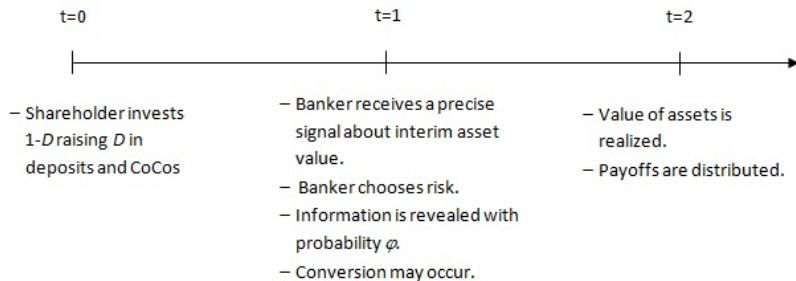 t=0
t=1
t=2
– Shareholder invests
1-D raising D in
deposits and CoCos
– Banker receives a precise
signal about interim asset
value.
– Banker chooses risk.
– Information is revealed with
probability φ.
– Conversion may occur.
– Value of assets is
realized.
– Payoffs are distributed.